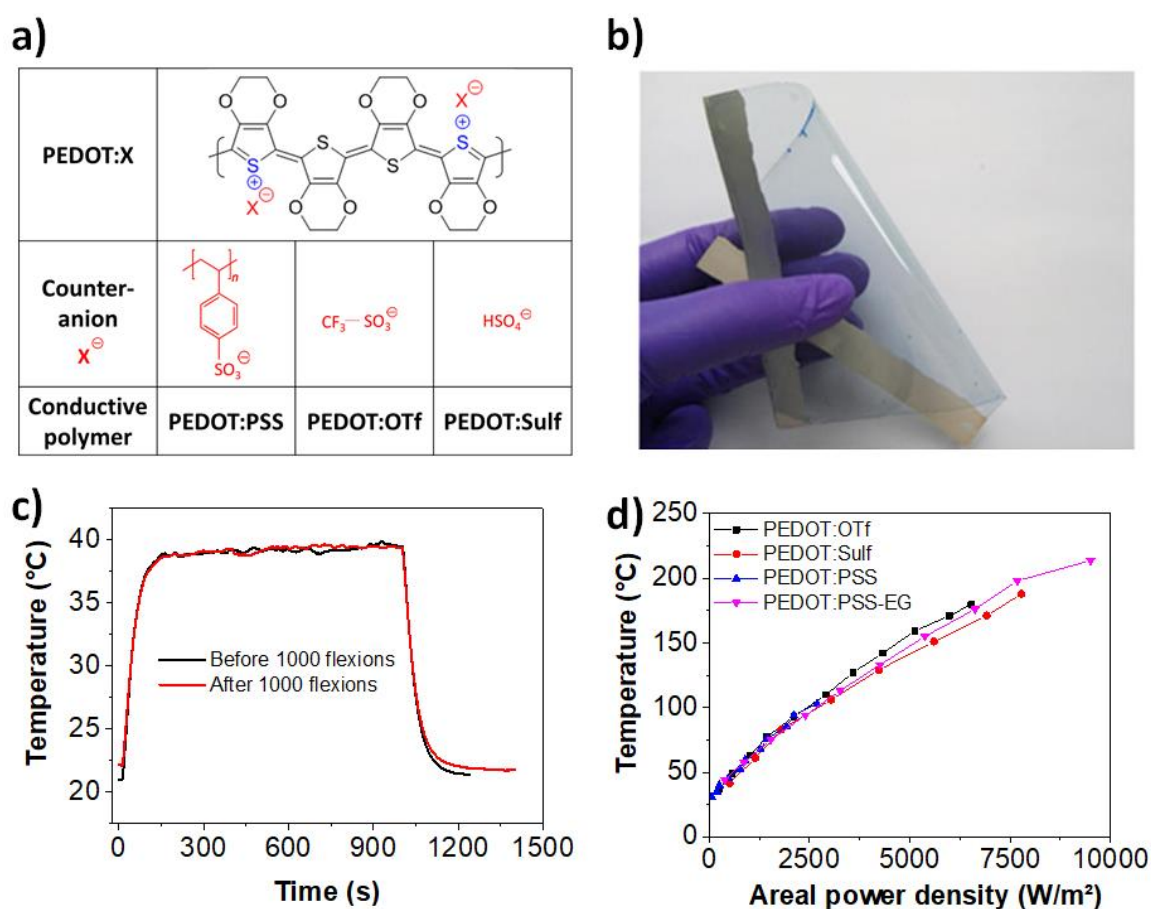 a)
PEDOT:X
X⊖
S
S
S
S
⊕
⊕
X⊖
O
O
O
O
O
O
O
O
Counter-
anion
X⊖
n
SO₃⊖
CF₃—SO₃⊖
HSO₄⊖
Conductive
polymer
PEDOT:PSS
PEDOT:OTf
PEDOT:Sulf
b)
c)
Temperature (°C)
40
35
30
25
20
Before 1000 flexions
After 1000 flexions
0
300
600
900
1200
1500
Time (s)
d)
Temperature (°C)
250
200
150
100
50
0
PEDOT:OTf
PEDOT:Sulf
PEDOT:PSS
PEDOT:PSS-EG
0
2500
5000
7500
10000
Areal power density (W/m²)